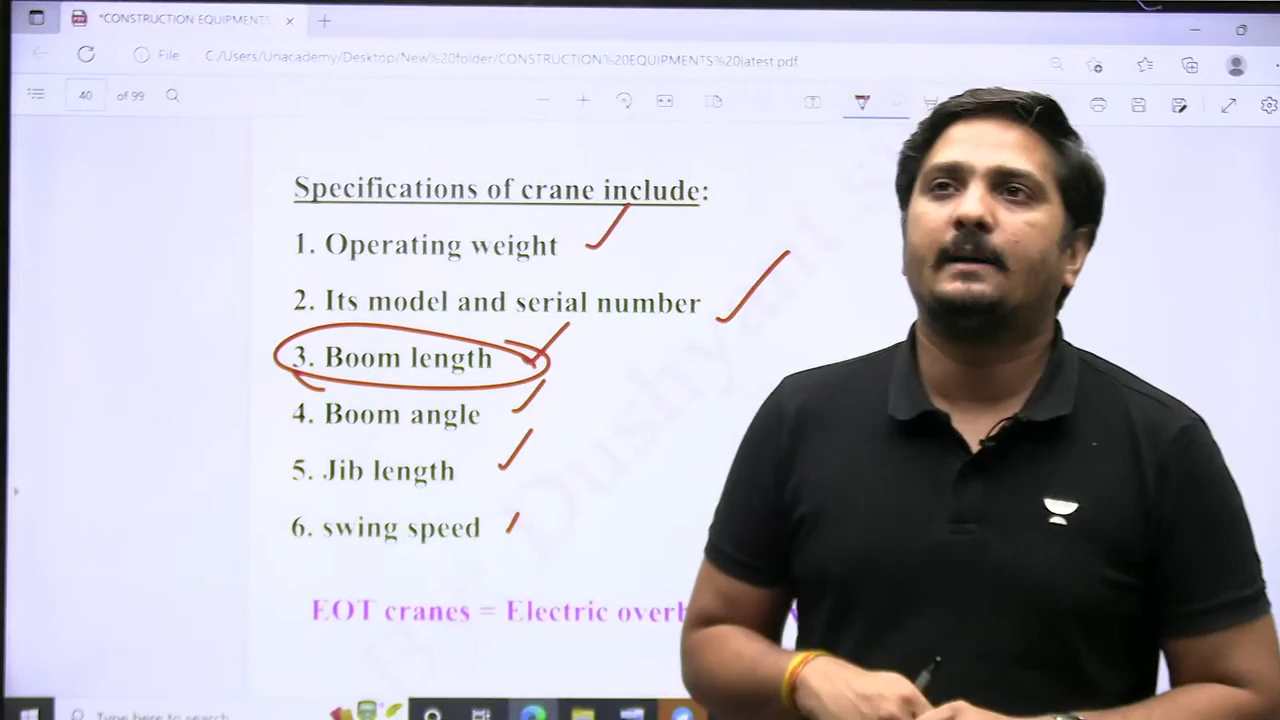 *CONSTRUCTION EQUIPMENTS
File C:/Users/Unacademy/Desktop/New%20folder/CONSTRUCTION%20EQUIPMENTS%20latest.pdf
40 of 99
Specifications of crane include:
1. Operating weight
2. Its model and serial number
3. Boom length
4. Boom angle
5. Jib length
6. swing speed
EOT cranes = Electric
Dushyant
Type here to search